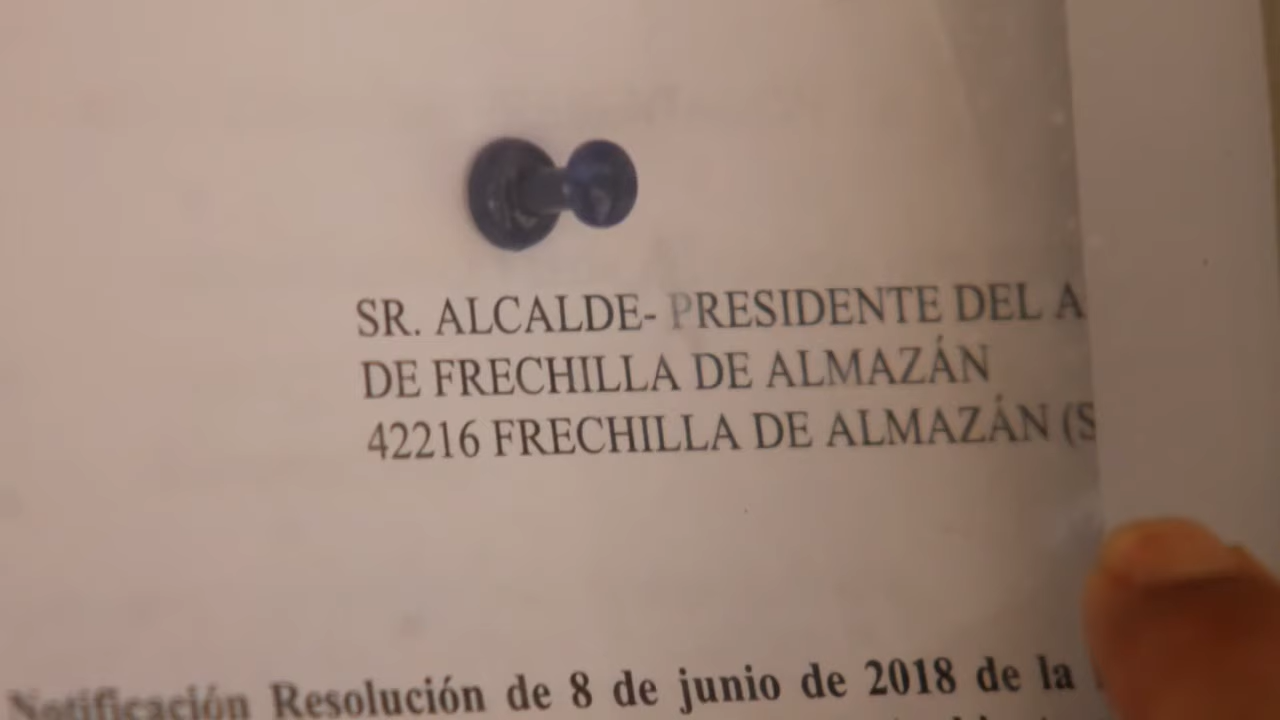 SR. ALCALDE- PRESIDENTE DEL A
DE FRECHILLA DE ALMAZÁN
42216 FRECHILLA DE ALMAZÁN (S
Notificación Resolución de 8 de junio de 2018 de la